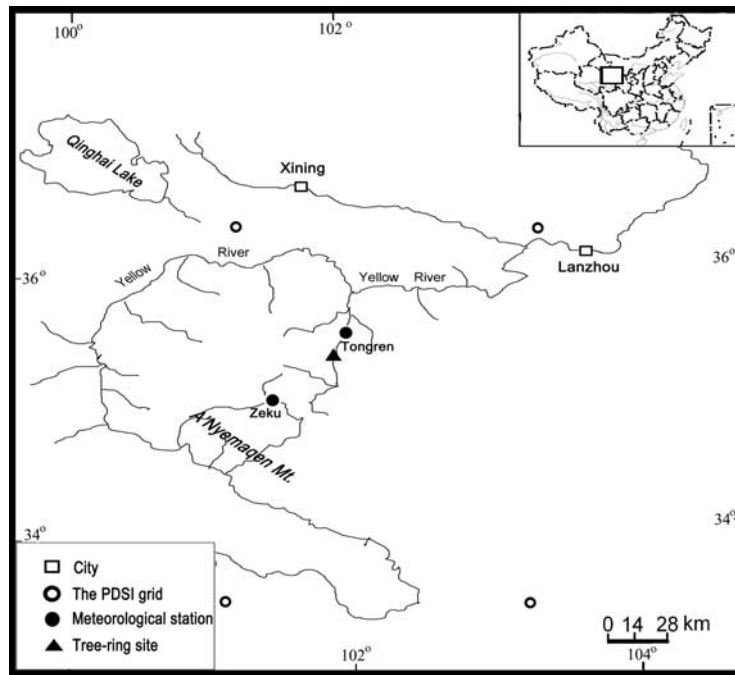 100°
102°
Qinghai Lake
Xining
Lanzhou
36°
36°
Yellow River
Yellow River
Tongren
Zeku
A'Nyemaqen Mt.
34°
34°
City
The PDSI grid
Meteorological station
Tree-ring site
0 14 28 km
102°
104°